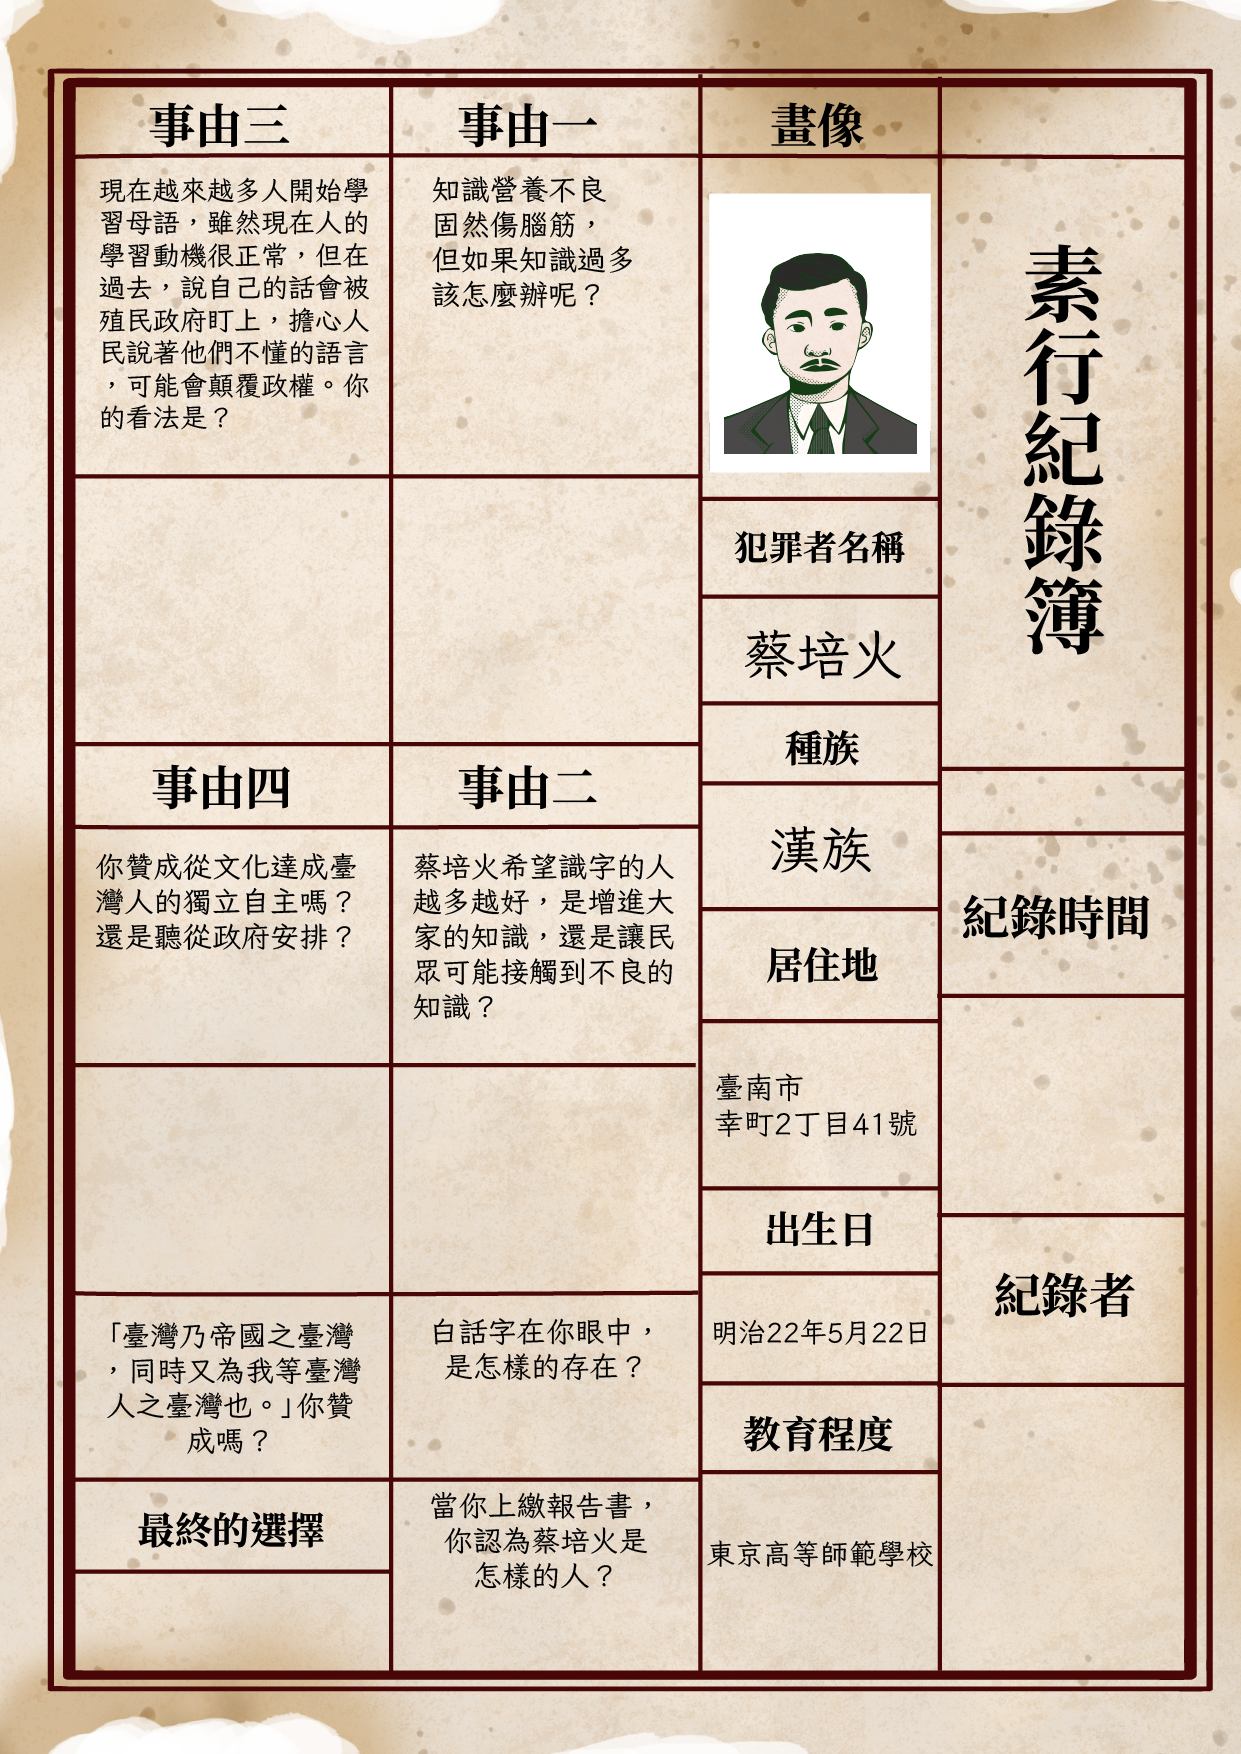 素行紀錄簿
紀錄時間
紀錄者
畫像
犯罪者名稱
蔡培火
種族
漢族
居住地
臺南市
幸町2丁目41號
出生日
明治22年5月22日
教育程度
東京高等師範學校
事由一
知識營養不良
固然傷腦筋，
但如果知識過多
該怎麼辦呢？
事由二
蔡培火希望識字的人
越多越好，是增進大
家的知識，還是讓民
眾可能接觸到不良的
知識？
白話字在你眼中，
是怎樣的存在？
當你上繳報告書，
你認為蔡培火是
怎樣的人？
事由三
現在越來越多人開始學
習母語，雖然現在人的
學習動機很正常，但在
過去，說自己的話會被
殖民政府盯上，擔心人
民說著他們不懂的語言
，可能會顛覆政權。你
的看法是？
事由四
你贊成從文化達成臺
灣人的獨立自主嗎？
還是聽從政府安排？
「臺灣乃帝國之臺灣
，同時又為我等臺灣
人之臺灣也。」你贊
成嗎？
最終的選擇